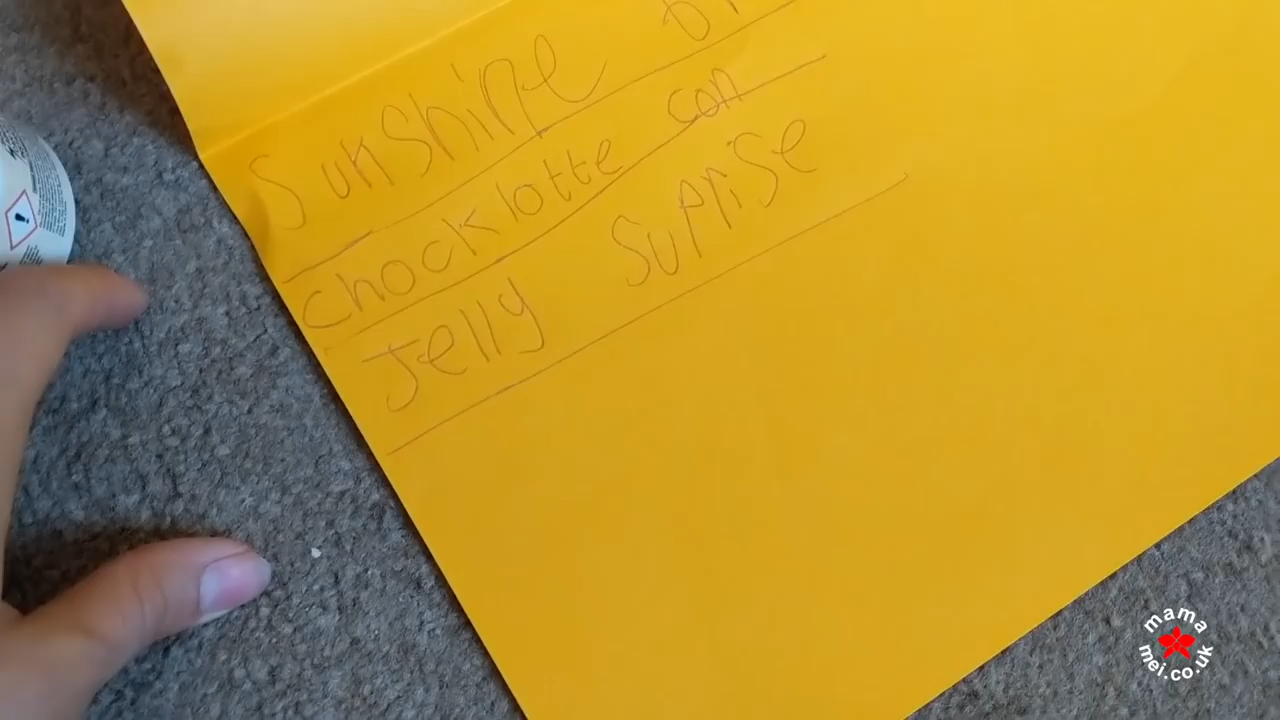 Sunshine
chocklotte con
Jelly Suprise
mama
mei.co.uk